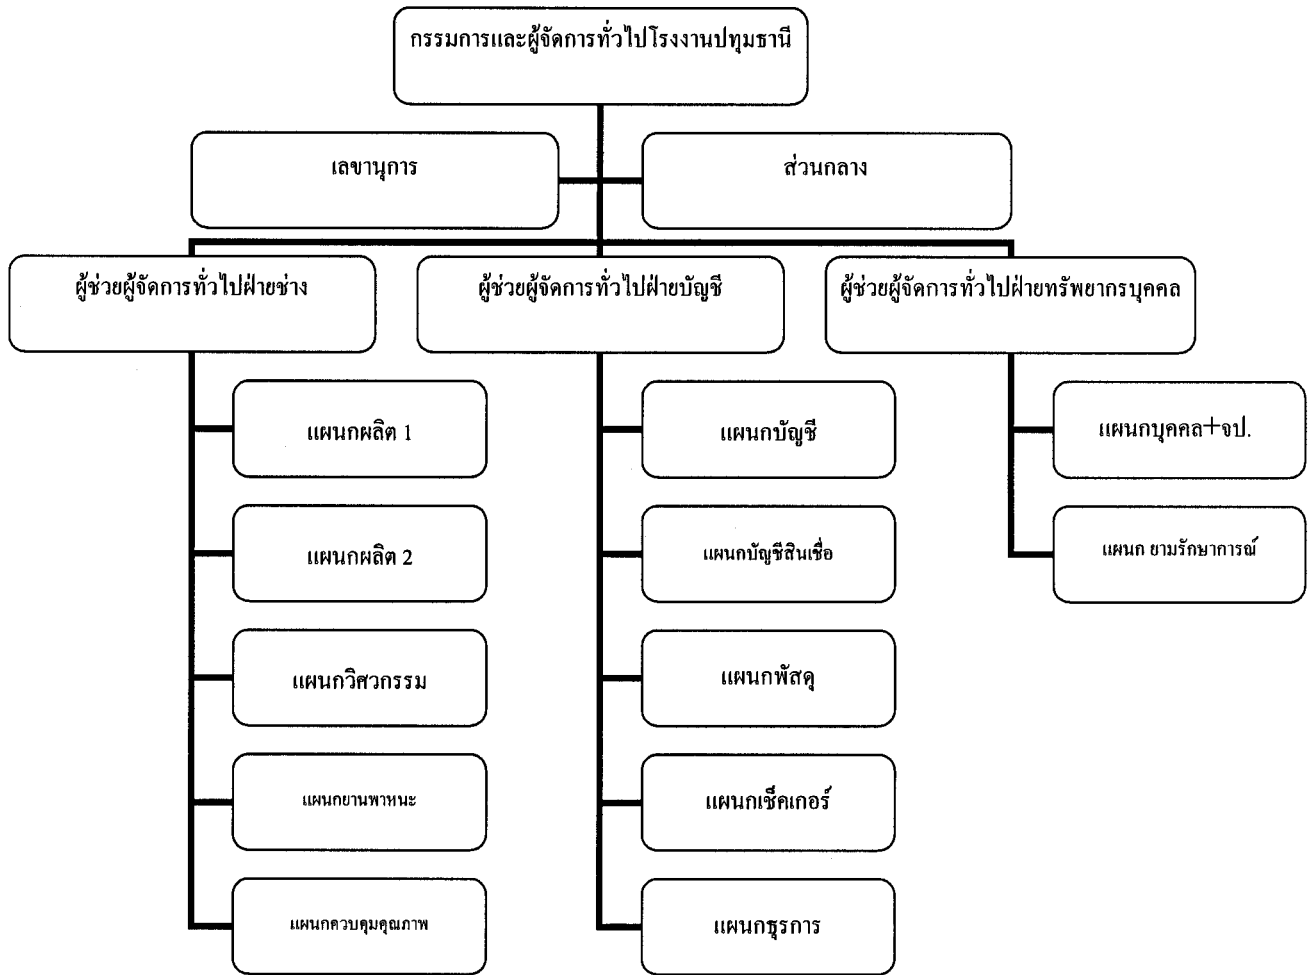 กรรมการและผู้จัดการทั่วไปโรงงานปทุมธานี
เลขานุการ
ส่วนกลาง
ผู้ช่วยผู้จัดการทั่วไปฝ่ายช่าง
ผู้ช่วยผู้จัดการทั่วไปฝ่ายบัญชี
ผู้ช่วยผู้จัดการทั่วไปฝ่ายทรัพยากรบุคคล
แผนกผลิต 1
แผนกผลิต 2
แผนกวิศวกรรม
แผนกยานพาหนะ
แผนกควบคุมคุณภาพ
แผนกบัญชี
แผนกบัญชีสินเชื่อ
แผนกพัสดุ
แผนกเช็คเกอร์
แผนกธุรการ
แผนกบุคคล+จป.
แผนก ยามรักษาการณ์